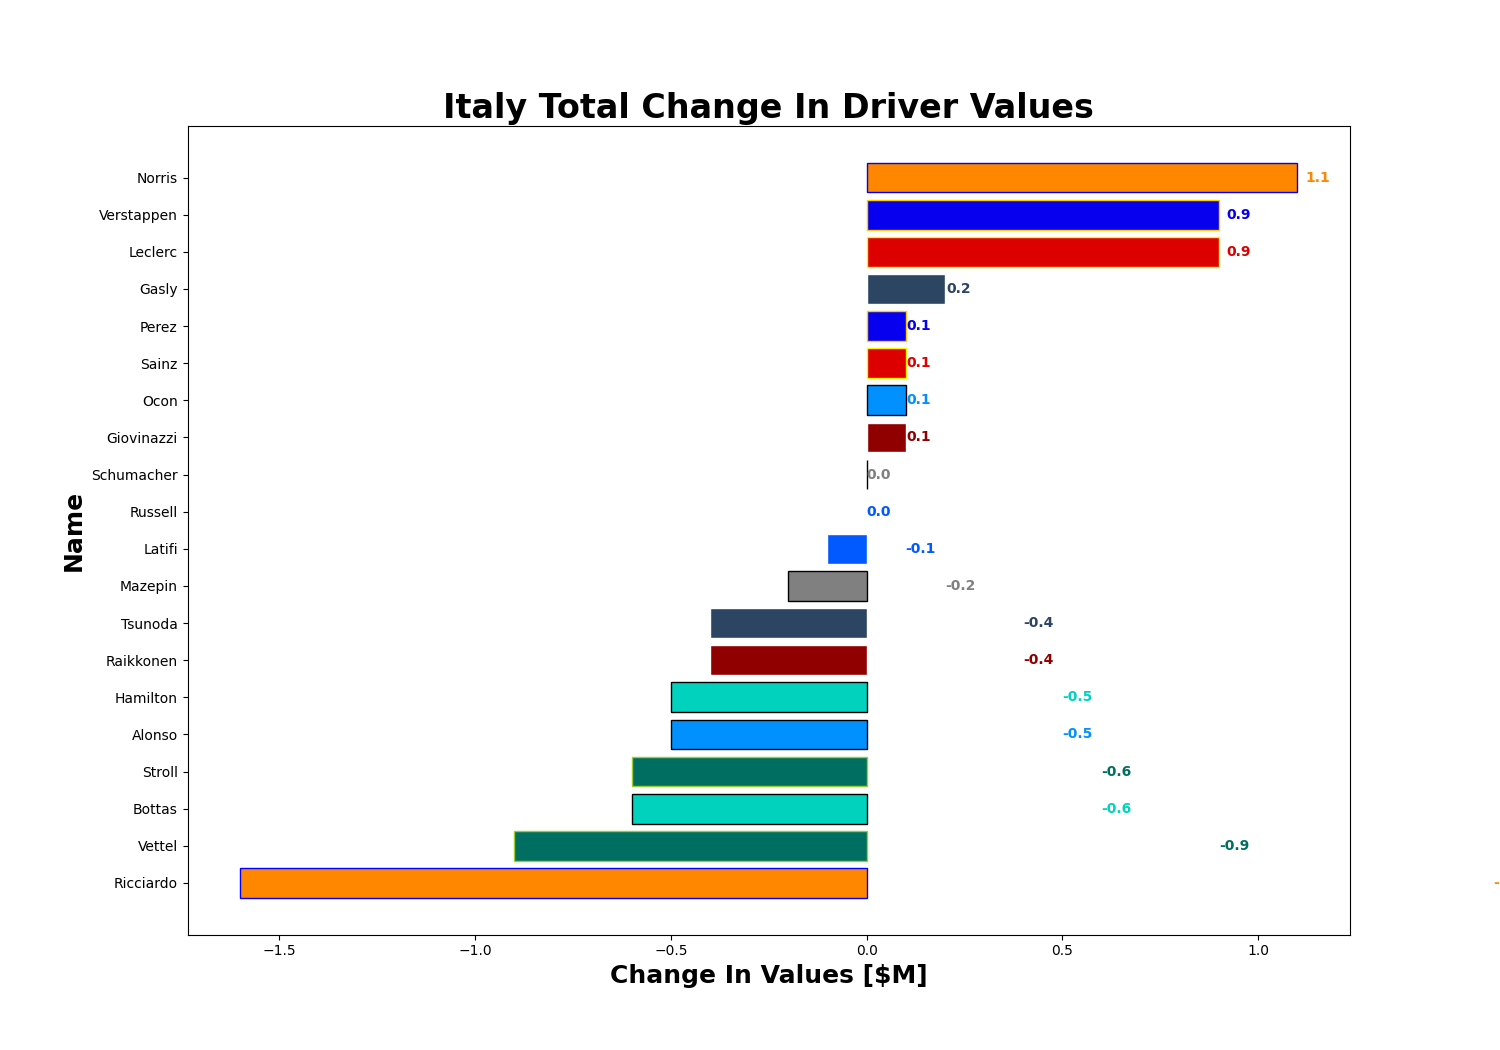 Italy Total Change In Driver Values
Norris 1.1
Verstappen 0.9
Leclerc 0.9
Gasly 0.2
Perez 0.1
Sainz 0.1
Ocon 0.1
Giovinazzi 0.1
Schumacher 0.0
Russell 0.0
Latifi -0.1
Mazepin -0.2
Tsunoda -0.4
Raikkonen -0.4
Hamilton -0.5
Alonso -0.5
Stroll -0.6
Bottas -0.6
Vettel -0.9
Ricciardo
Name
−1.5 −1.0 −0.5 0.0 0.5 1.0
Change In Values [$M]